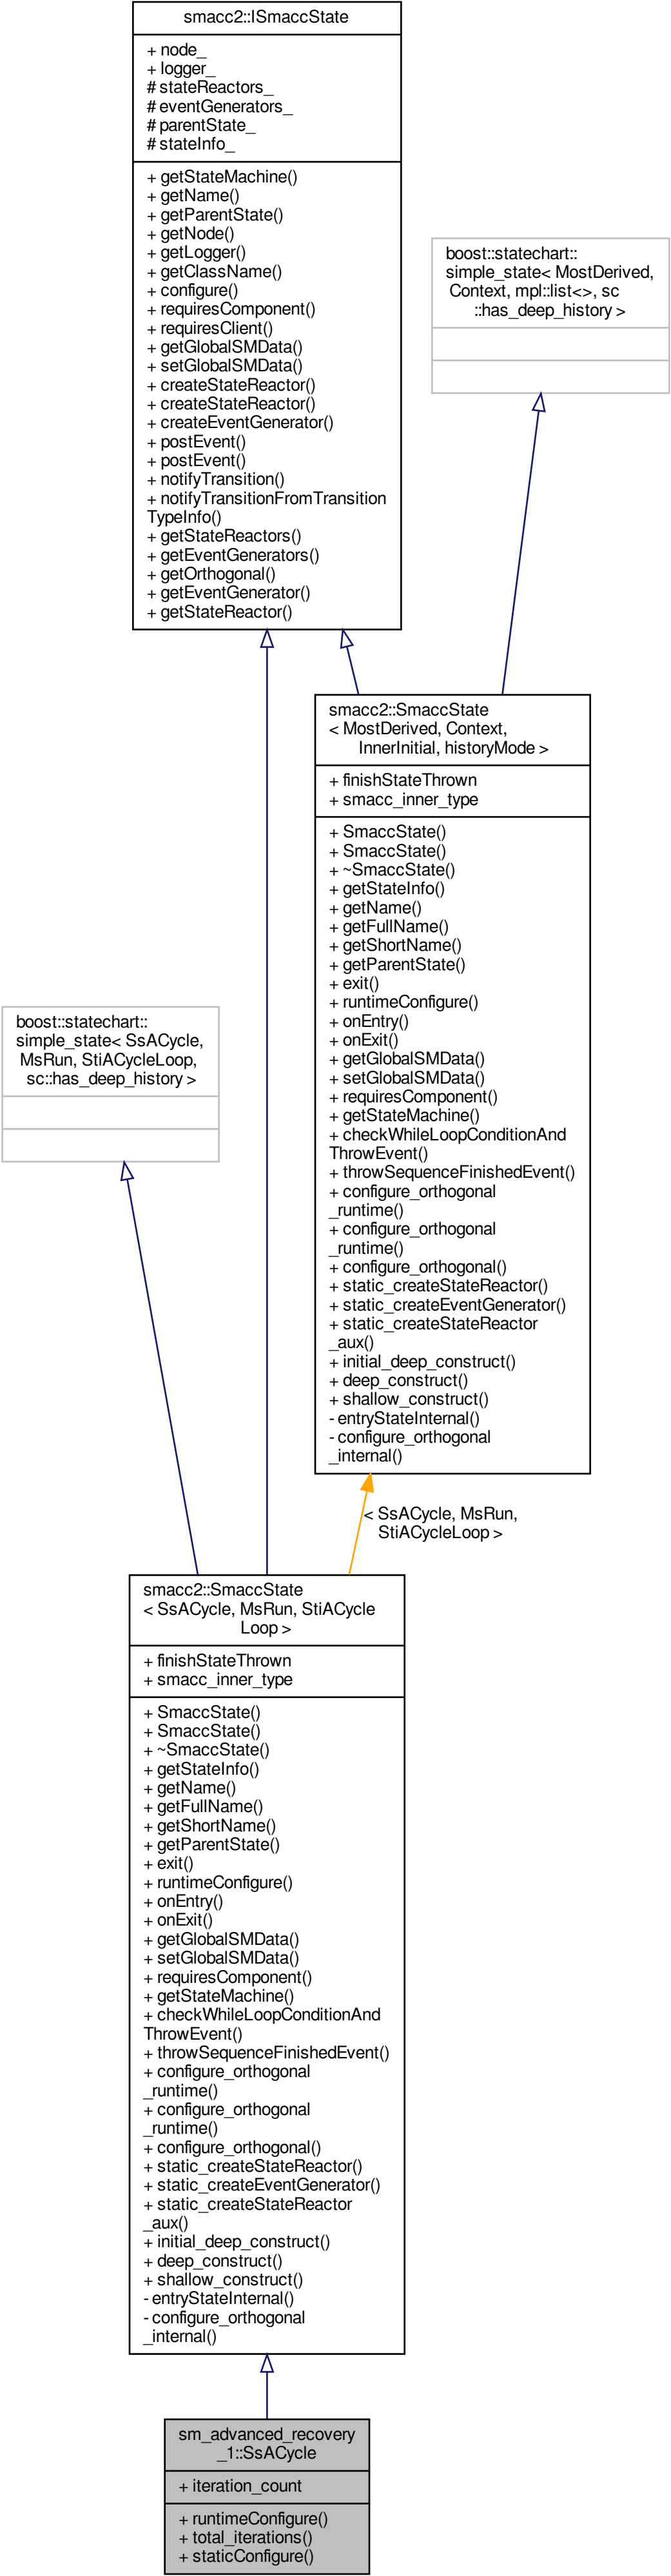 smacc2::ISmaccState
+ node_
+ logger_
# stateReactors_
# eventGenerators_
# parentState_
# stateInfo_
+ getStateMachine()
+ getName()
+ getParentState()
+ getNode()
+ getLogger()
+ getClassName()
+ configure()
+ requiresComponent()
+ requiresClient()
+ getGlobalSMData()
+ setGlobalSMData()
+ createStateReactor()
+ createStateReactor()
+ createEventGenerator()
+ postEvent()
+ postEvent()
+ notifyTransition()
+ notifyTransitionFromTransition
TypeInfo()
+ getStateReactors()
+ getEventGenerators()
+ getOrthogonal()
+ getEventGenerator()
+ getStateReactor()
boost::statechart::
simple_state< MostDerived,
Context, mpl::list<>, sc
::has_deep_history >
smacc2::SmaccState
< MostDerived, Context,
InnerInitial, historyMode >
+ finishStateThrown
+ smacc_inner_type
+ SmaccState()
+ SmaccState()
+ ~SmaccState()
+ getStateInfo()
+ getName()
+ getFullName()
+ getShortName()
+ getParentState()
+ exit()
+ runtimeConfigure()
+ onEntry()
+ onExit()
+ getGlobalSMData()
+ setGlobalSMData()
+ requiresComponent()
+ getStateMachine()
+ checkWhileLoopConditionAnd
ThrowEvent()
+ throwSequenceFinishedEvent()
+ configure_orthogonal
_runtime()
+ configure_orthogonal
_runtime()
+ configure_orthogonal()
+ static_createStateReactor()
+ static_createEventGenerator()
+ static_createStateReactor
_aux()
+ initial_deep_construct()
+ deep_construct()
+ shallow_construct()
- entryStateInternal()
- configure_orthogonal
_internal()
boost::statechart::
simple_state< SsACycle,
MsRun, StiACycleLoop,
sc::has_deep_history >
< SsACycle, MsRun,
StiACycleLoop >
smacc2::SmaccState
< SsACycle, MsRun, StiACycle
Loop >
+ finishStateThrown
+ smacc_inner_type
+ SmaccState()
+ SmaccState()
+ ~SmaccState()
+ getStateInfo()
+ getName()
+ getFullName()
+ getShortName()
+ getParentState()
+ exit()
+ runtimeConfigure()
+ onEntry()
+ onExit()
+ getGlobalSMData()
+ setGlobalSMData()
+ requiresComponent()
+ getStateMachine()
+ checkWhileLoopConditionAnd
ThrowEvent()
+ throwSequenceFinishedEvent()
+ configure_orthogonal
_runtime()
+ configure_orthogonal
_runtime()
+ configure_orthogonal()
+ static_createStateReactor()
+ static_createEventGenerator()
+ static_createStateReactor
_aux()
+ initial_deep_construct()
+ deep_construct()
+ shallow_construct()
- entryStateInternal()
- configure_orthogonal
_internal()
sm_advanced_recovery
_1::SsACycle
+ iteration_count
+ runtimeConfigure()
+ total_iterations()
+ staticConfigure()